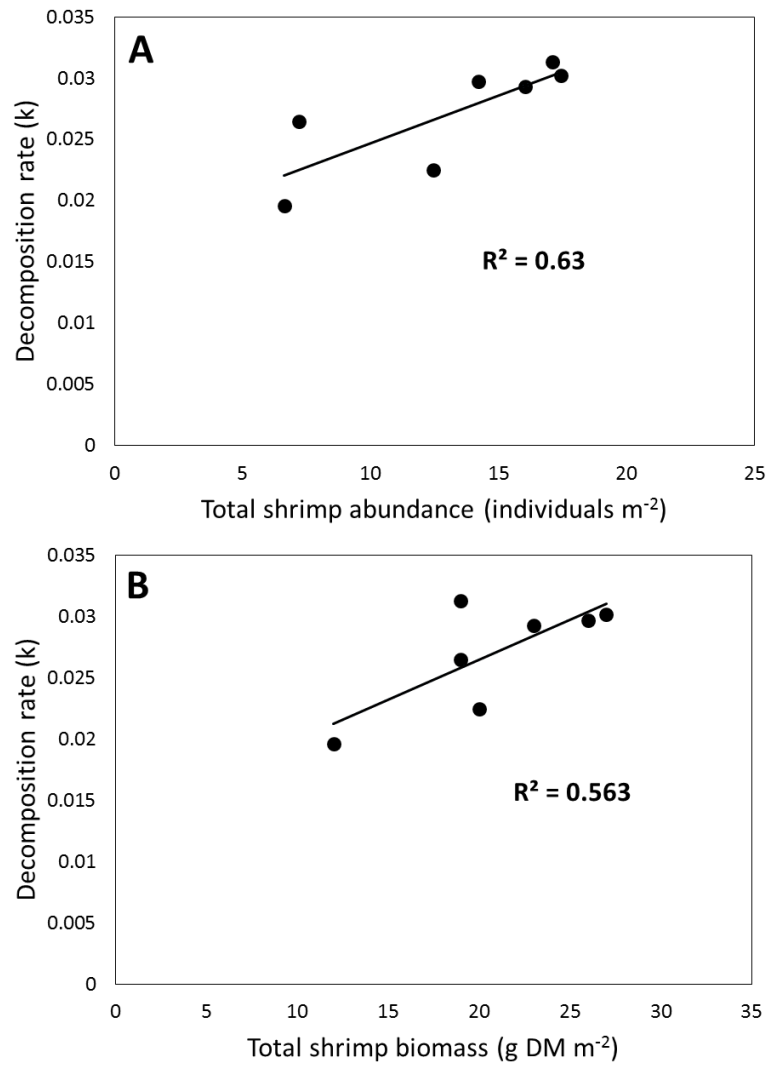 A
0.035
0.03
0.025
0.02
0.015
0.01
0.005
0
Decomposition rate (k)
R² = 0.63
0 5 10 15 20 25
Total shrimp abundance (individuals m⁻²)
B
0.035
0.03
0.025
0.02
0.015
0.01
0.005
0
Decomposition rate (k)
R² = 0.563
0 5 10 15 20 25 30 35
Total shrimp biomass (g DM m⁻²)